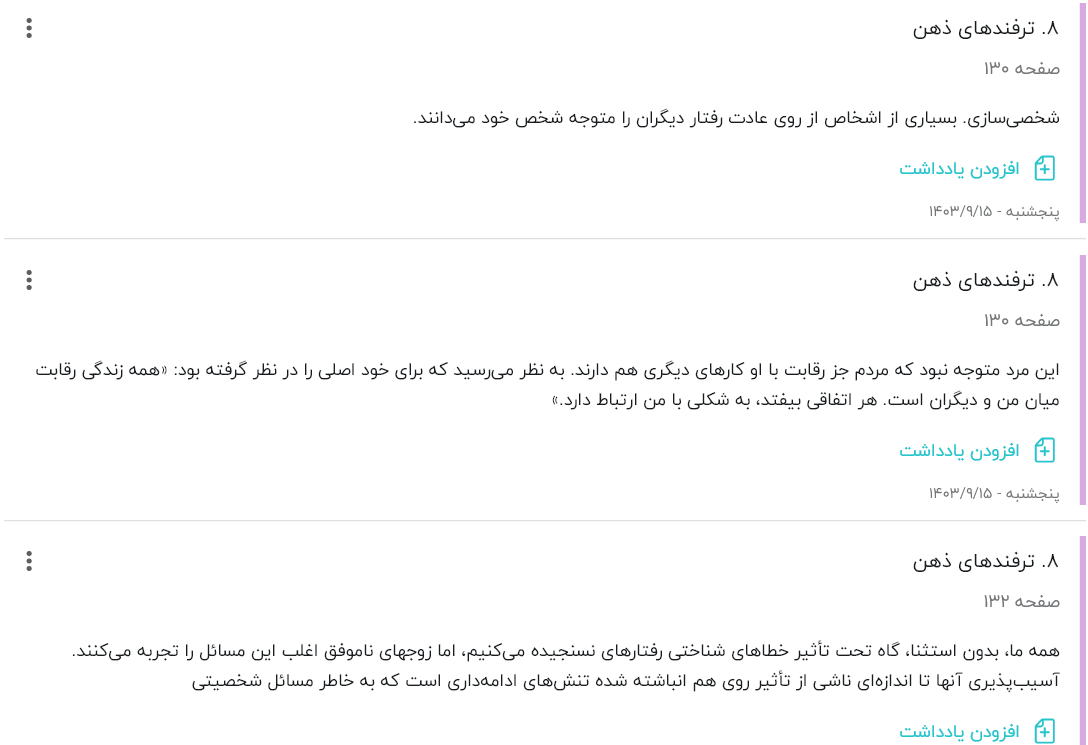 ۸. ترفندهای ذهن
صفحه ۱۳۰
شخصی‌سازی. بسیاری از اشخاص از روی عادت رفتار دیگران را متوجه شخص خود می‌دانند.
افزودن یادداشت
پنجشنبه - ۱۴۰۳/۹/۱۵
۸. ترفندهای ذهن
صفحه ۱۳۰
این مرد متوجه نبود که مردم جز رقابت با او کارهای دیگری هم دارند. به نظر می‌رسید که برای خود اصلی را در نظر گرفته بود: «همه زندگی رقابت
میان من و دیگران است. هر اتفاقی بیفتد، به شکلی با من ارتباط دارد.»
افزودن یادداشت
پنجشنبه - ۱۴۰۳/۹/۱۵
۸. ترفندهای ذهن
صفحه ۱۳۲
همه ما، بدون استثنا، گاه تحت تأثیر خطاهای شناختی رفتارهای نسنجیده می‌کنیم، اما زوجهای ناموفق اغلب این مسائل را تجربه می‌کنند.
آسیب‌پذیری آنها تا اندازه‌ای ناشی از تأثیر روی هم انباشته شده تنش‌های ادامه‌داری است که به خاطر مسائل شخصیتی
افزودن یادداشت